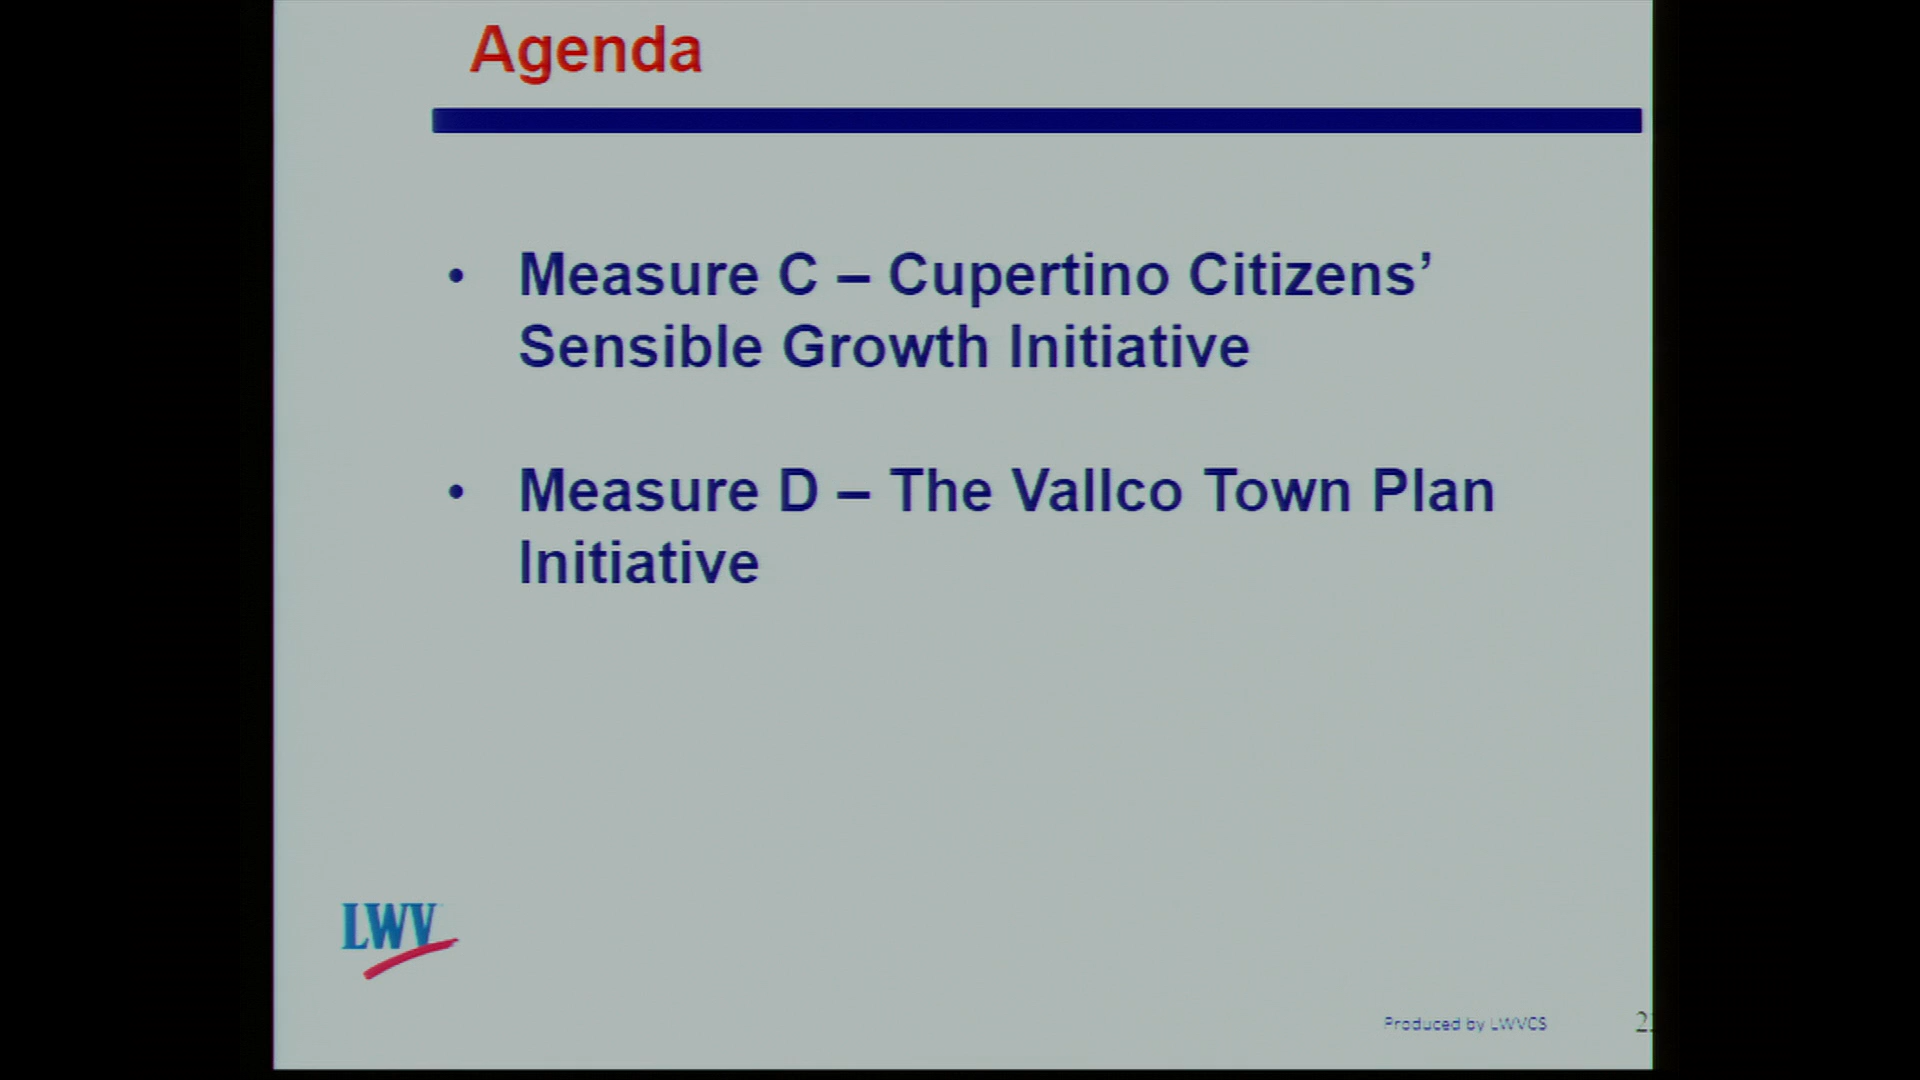 Agenda
• Measure C – Cupertino Citizens’
Sensible Growth Initiative
• Measure D – The Vallco Town Plan
Initiative
LWV
Produced by LWVCS